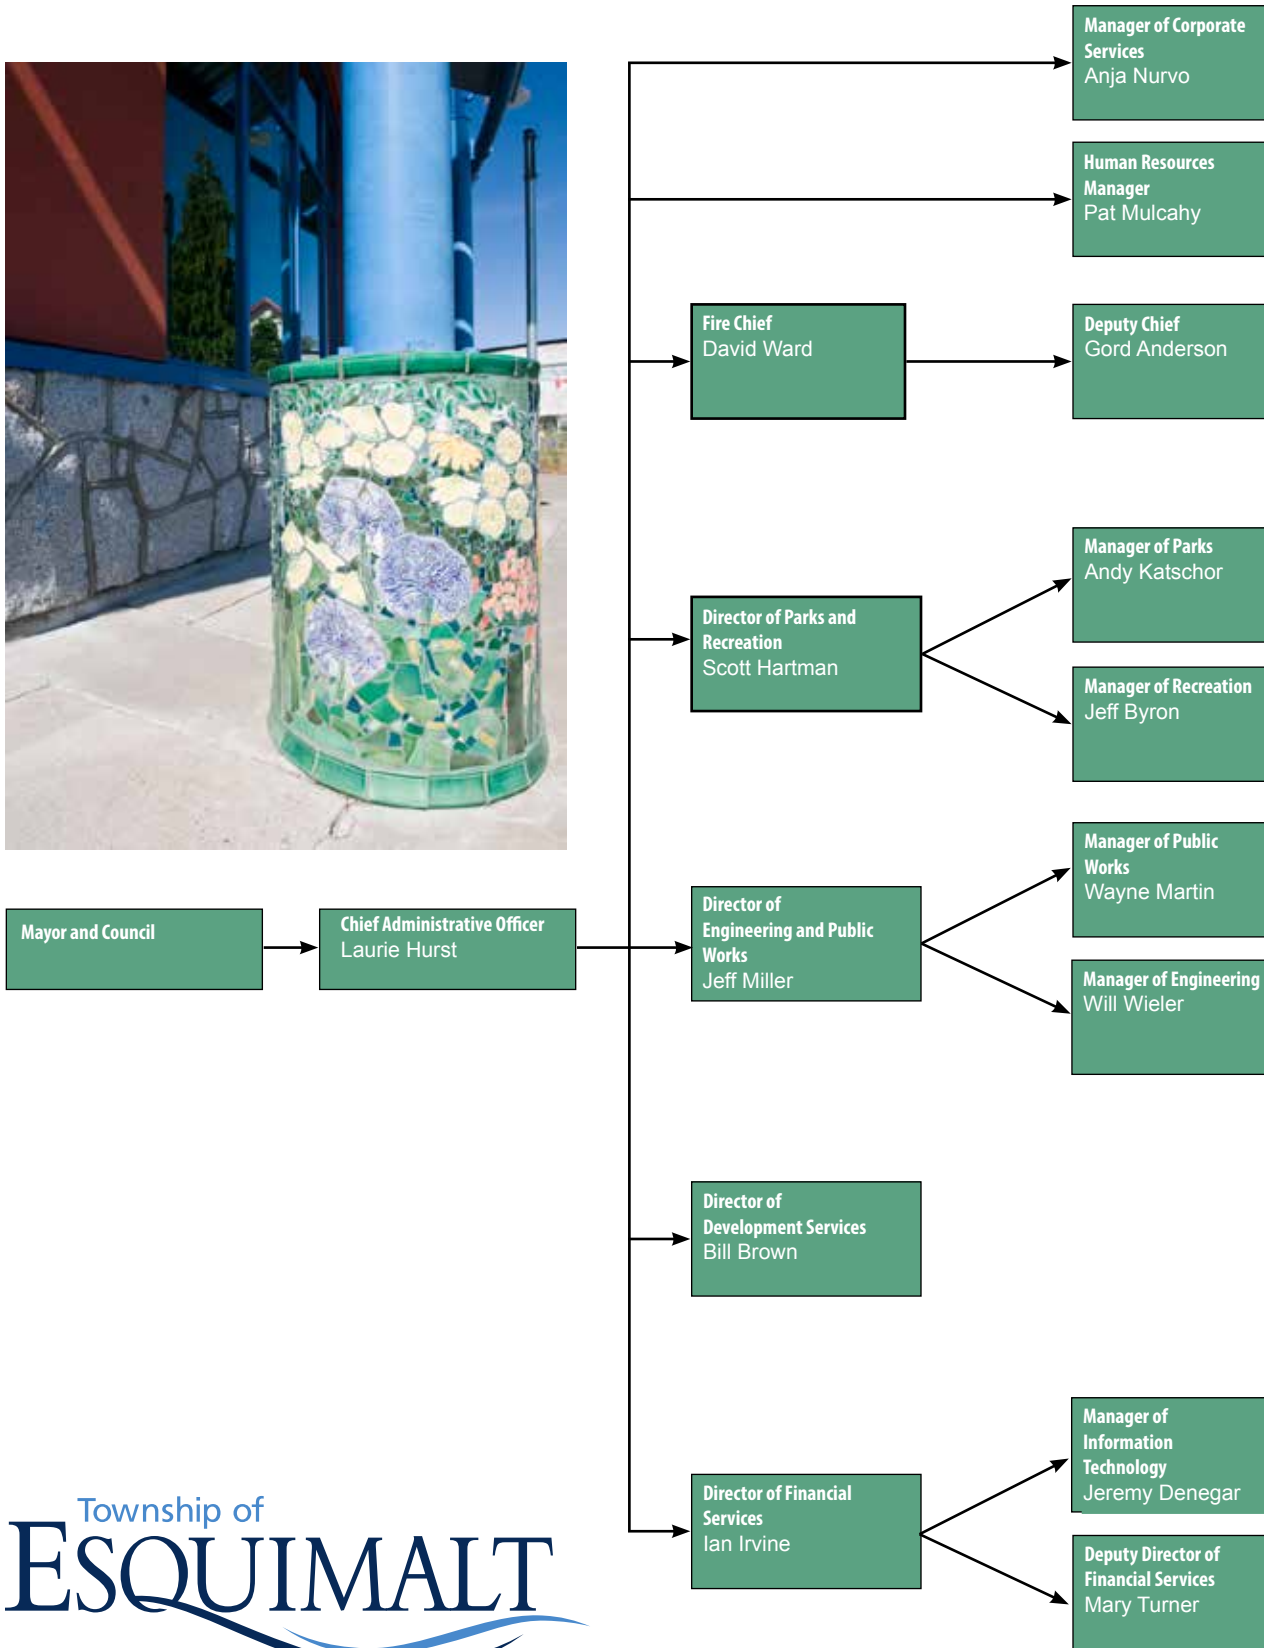 Manager of Corporate
Services
Anja Nurvo
Human Resources
Manager
Pat Mulcahy
Fire Chief
David Ward
Deputy Chief
Gord Anderson
Director of Parks and
Recreation
Scott Hartman
Manager of Parks
Andy Katschor
Manager of Recreation
Jeff Byron
Mayor and Council
Chief Administrative Officer
Laurie Hurst
Director of
Engineering and Public
Works
Jeff Miller
Manager of Public
Works
Wayne Martin
Manager of Engineering
Will Wieler
Director of
Development Services
Bill Brown
Director of Financial
Services
Ian Irvine
Manager of
Information
Technology
Jeremy Denegar
Deputy Director of
Financial Services
Mary Turner
Township of
ESQUIMALT